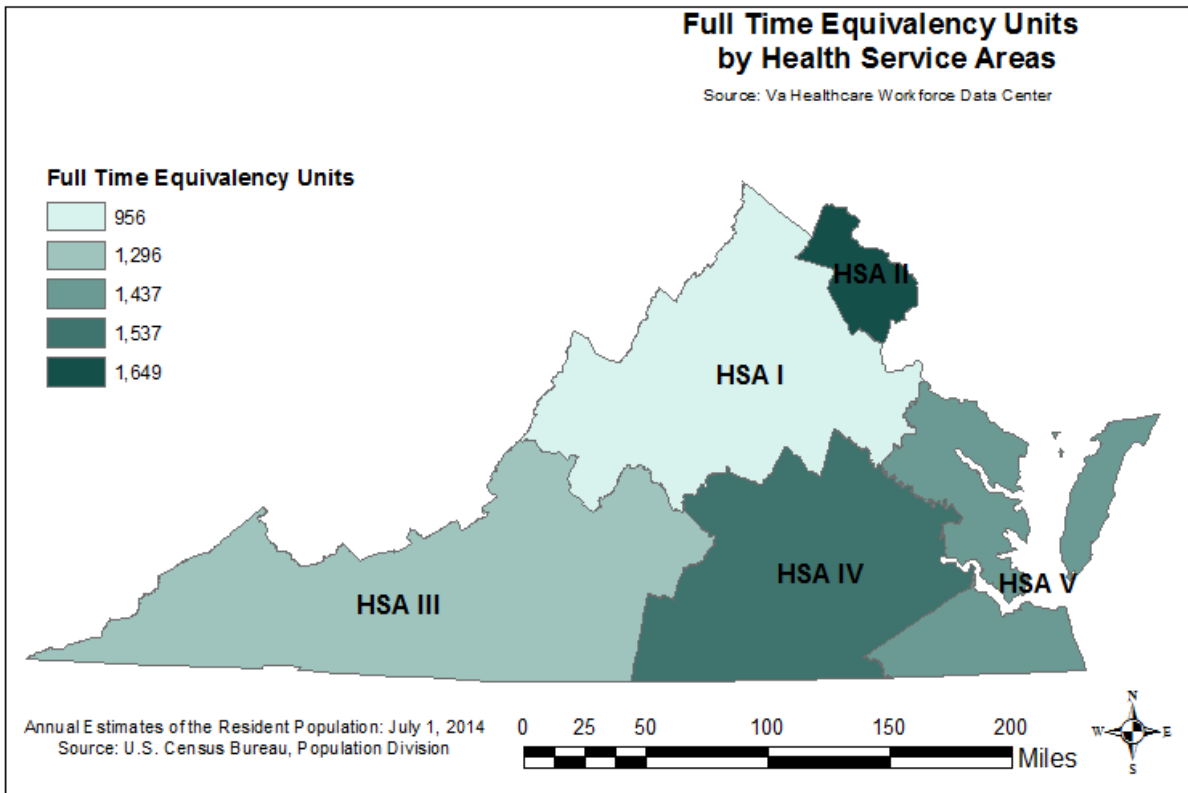 Full Time Equivalency Units
by Health Service Areas
Source: Va Healthcare Workforce Data Center
Full Time Equivalency Units
956
1,296
1,437
1,537
1,649
HSA II
HSA I
HSA IV
HSA V
HSA III
Annual Estimates of the Resident Population: July 1, 2014
Source: U.S. Census Bureau, Population Division
0 25 50 100 150 200
Miles
N
W E
S